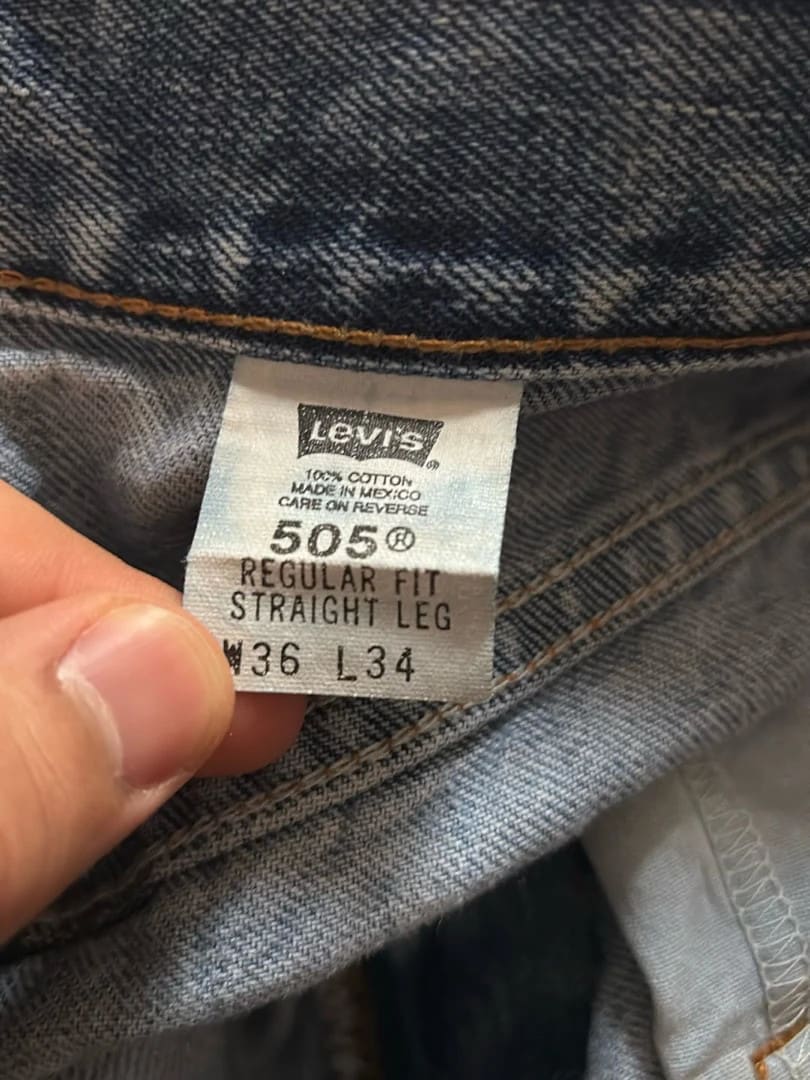 Levi's®
100% COTTON
MADE IN MEXICO
CARE ON REVERSE
505®
REGULAR FIT
STRAIGHT LEG
W36 L34